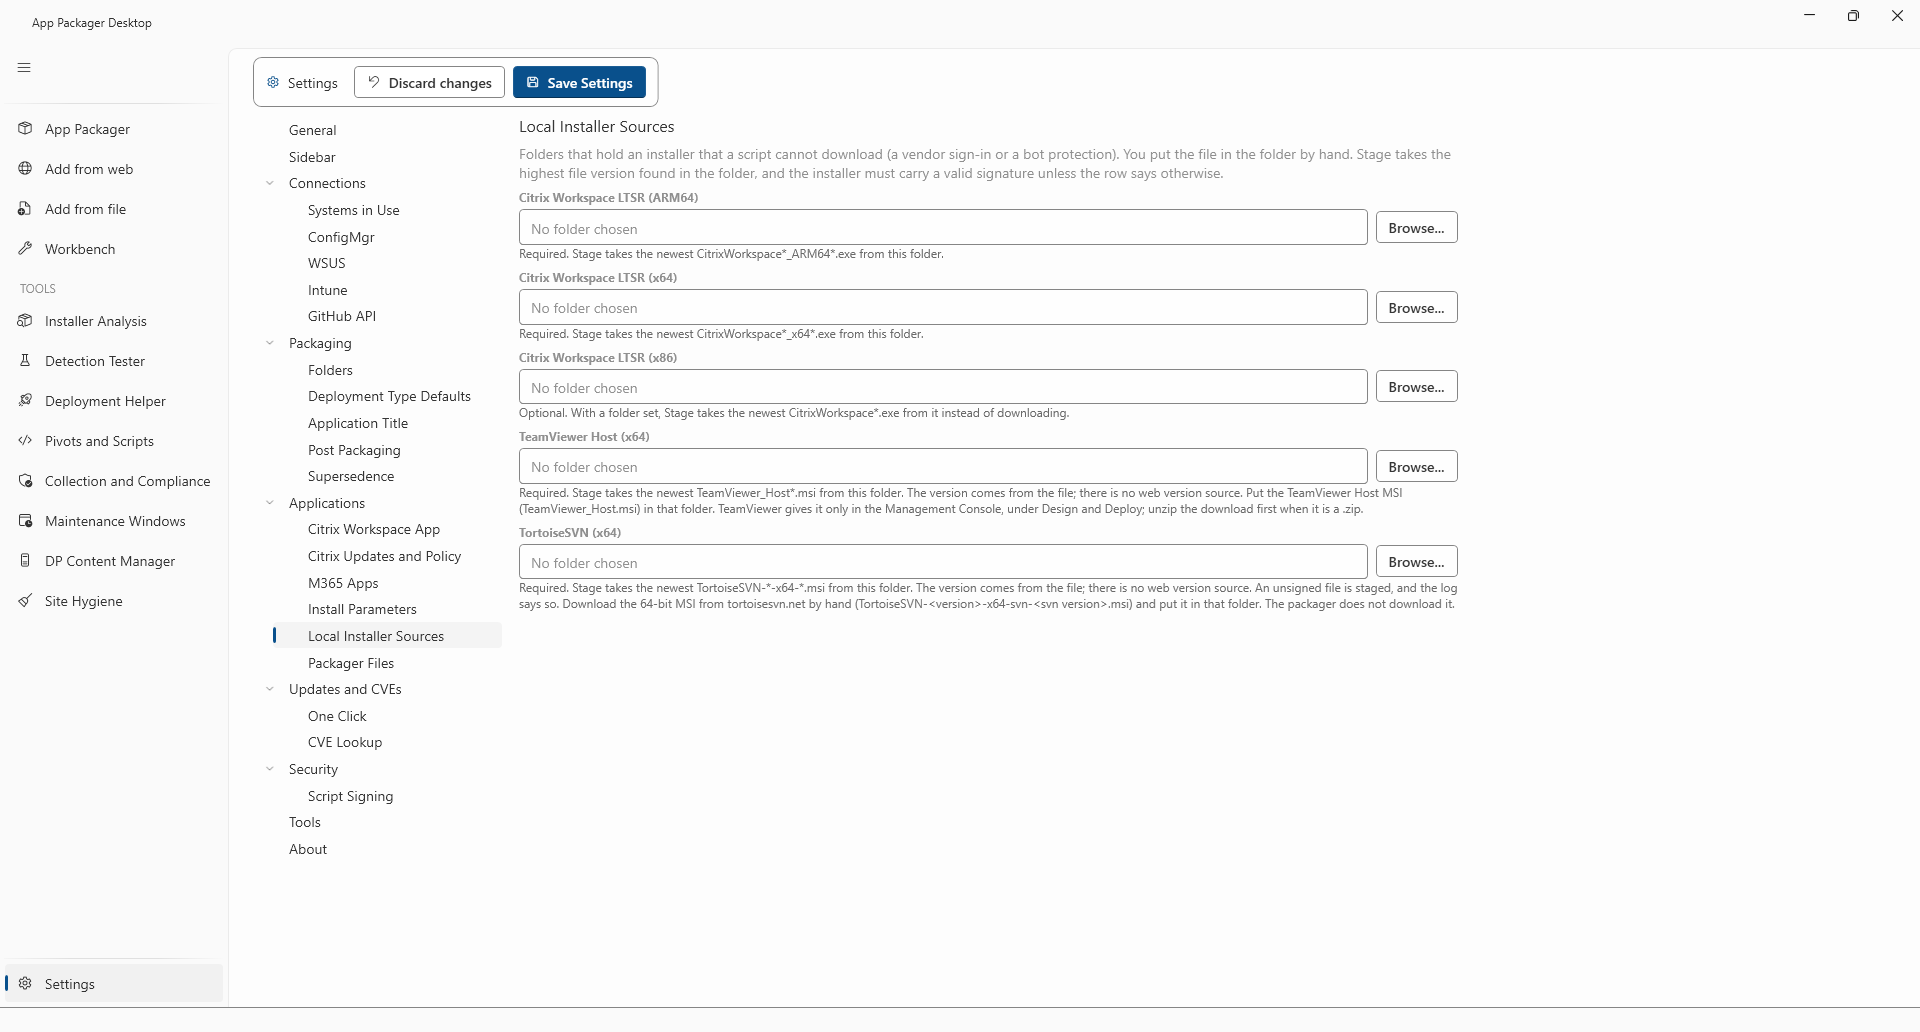 App Packager Desktop
Settings
Discard changes
Save Settings
App Packager
Add from web
Add from file
Workbench
TOOLS
Installer Analysis
Detection Tester
Deployment Helper
Pivots and Scripts
Collection and Compliance
Maintenance Windows
DP Content Manager
Site Hygiene
Settings
General
Sidebar
Connections
Systems in Use
ConfigMgr
WSUS
Intune
GitHub API
Packaging
Folders
Deployment Type Defaults
Application Title
Post Packaging
Supersedence
Applications
Citrix Workspace App
Citrix Updates and Policy
M365 Apps
Install Parameters
Local Installer Sources
Packager Files
Updates and CVEs
One Click
CVE Lookup
Security
Script Signing
Tools
About
Local Installer Sources
Folders that hold an installer that a script cannot download (a vendor sign-in or a bot protection). You put the file in the folder by hand. Stage takes the
highest file version found in the folder, and the installer must carry a valid signature unless the row says otherwise.
Citrix Workspace LTSR (ARM64)
No folder chosen
Browse...
Required. Stage takes the newest CitrixWorkspace*_ARM64*.exe from this folder.
Citrix Workspace LTSR (x64)
No folder chosen
Browse...
Required. Stage takes the newest CitrixWorkspace*_x64*.exe from this folder.
Citrix Workspace LTSR (x86)
No folder chosen
Browse...
Optional. With a folder set, Stage takes the newest CitrixWorkspace*.exe from it instead of downloading.
TeamViewer Host (x64)
No folder chosen
Browse...
Required. Stage takes the newest TeamViewer_Host*.msi from this folder. The version comes from the file; there is no web version source. Put the TeamViewer Host MSI
(TeamViewer_Host.msi) in that folder. TeamViewer gives it only in the Management Console, under Design and Deploy; unzip the download first when it is a .zip.
TortoiseSVN (x64)
No folder chosen
Browse...
Required. Stage takes the newest TortoiseSVN-*-x64-*.msi from this folder. The version comes from the file; there is no web version source. An unsigned file is staged, and the log
says so. Download the 64-bit MSI from tortoisesvn.net by hand (TortoiseSVN-<version>-x64-svn-<svn version>.msi) and put it in that folder. The packager does not download it.